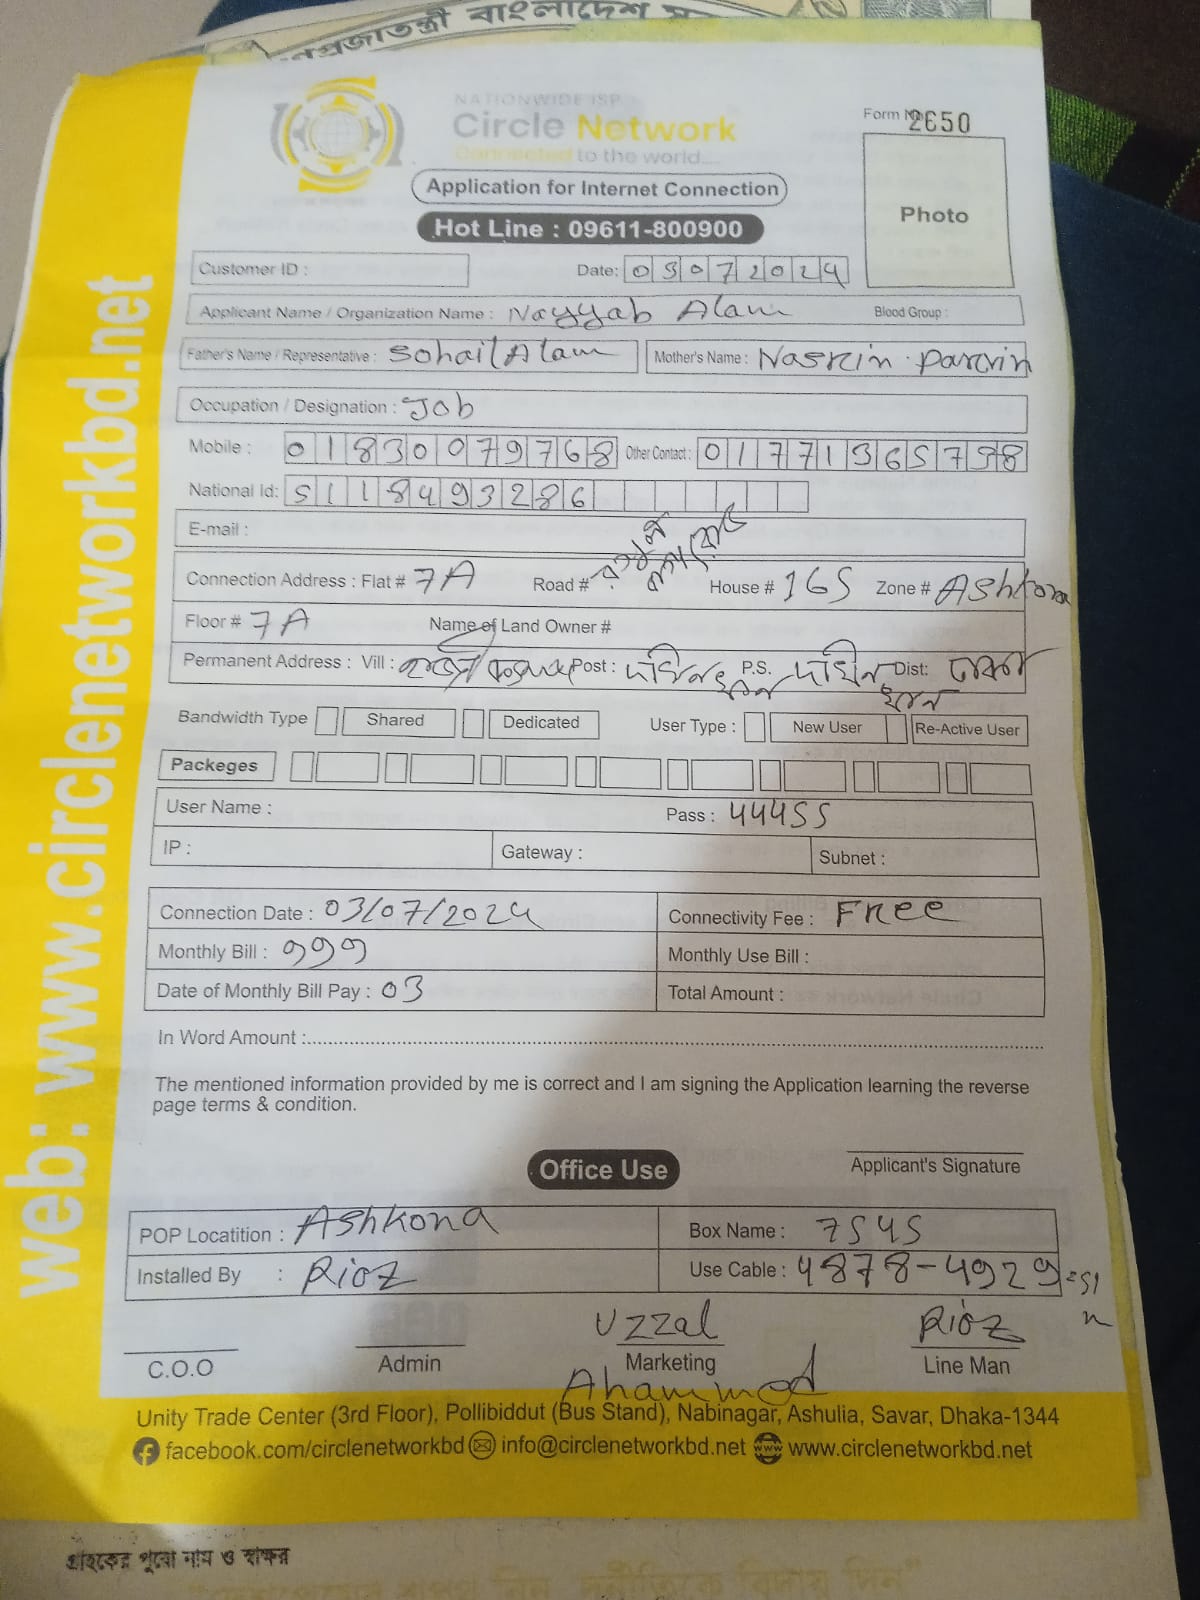 নপ্রজাতন্ত্রী বাংলাদেশ
NATIONWIDE ISP
Circle Network
Connected to the world....
Form No 2650
Photo
Application for Internet Connection
Hot Line : 09611-800900
Customer ID :
Date: 03072024
Applicant Name / Organization Name : Nayyab Alam Blood Group :
Father's Name / Representative : Sohail Alam Mother's Name : Nasrin Parvin
Occupation / Designation : Job
Mobile : 01830079768 Other Contact : 01771365798
National Id: 5118493286
E-mail :
Connection Address : Flat # 7A Road # House # 165 Zone # Ashkona
Floor # 7A Name of Land Owner #
Permanent Address : Vill : Post : দক্ষিনখান P.S. দক্ষিনখান Dist: ঢাকা
Bandwidth Type Shared Dedicated User Type : New User Re-Active User
Packeges
User Name : Pass : 44455
IP : Gateway : Subnet :
Connection Date : 03/07/2024 Connectivity Fee : Free
Monthly Bill : 999 Monthly Use Bill :
Date of Monthly Bill Pay : 03 Total Amount :
In Word Amount :
The mentioned information provided by me is correct and I am signing the Application learning the reverse
page terms & condition.
Applicant's Signature
Office Use
POP Locatition : Ashkona Box Name : 7545
Installed By : Rioz Use Cable : 4878-4929=51
Uzzal Rioz
C.O.O Admin Marketing Line Man
Ahammod
Unity Trade Center (3rd Floor), Pollibiddut (Bus Stand), Nabinagar, Ashulia, Savar, Dhaka-1344
facebook.com/circlenetworkbd info@circlenetworkbd.net www.circlenetworkbd.net
web: www.circlenetworkbd.net
গ্রাহকের পুরো নাম ও স্বাক্ষর